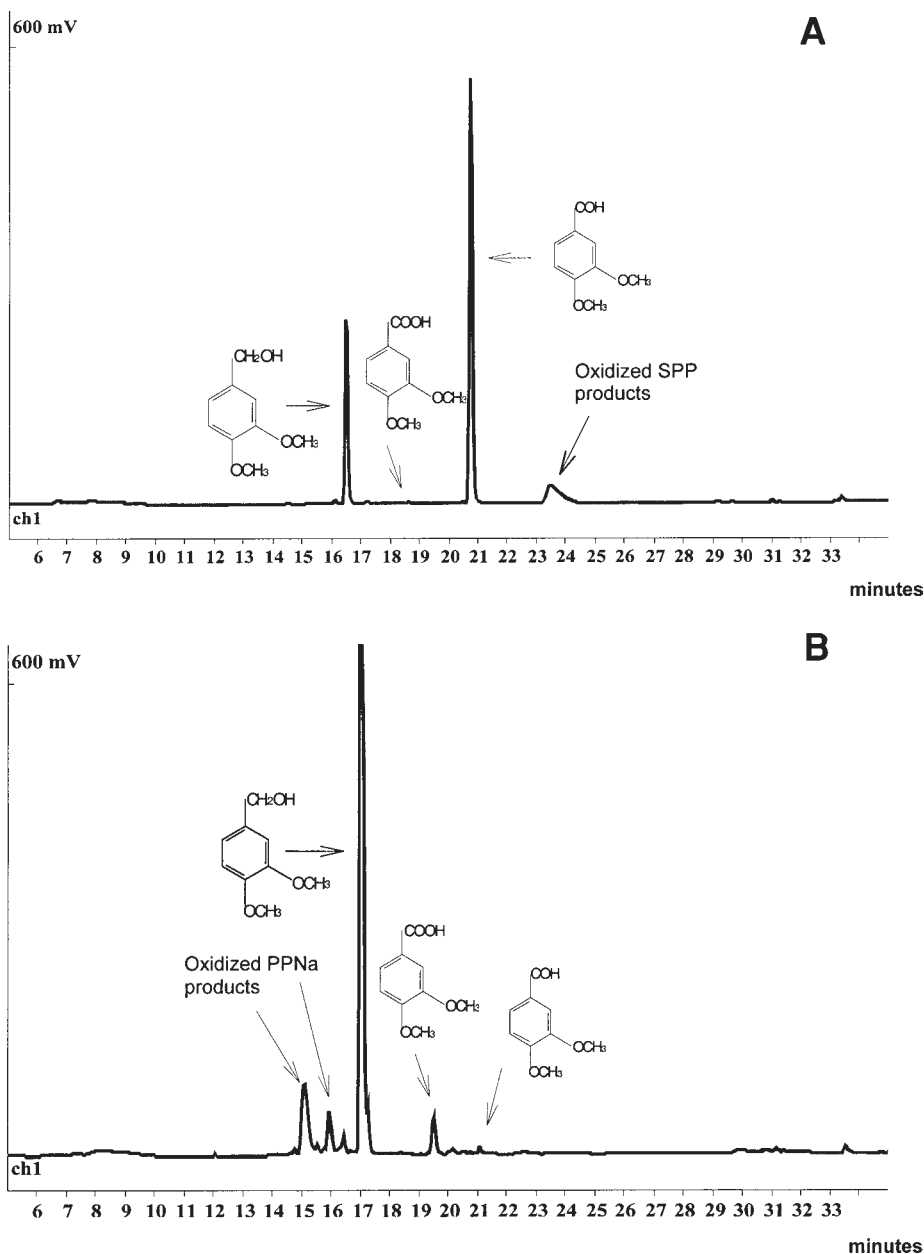 600 mV
A
COH
OCH3
OCH3
COOH
OCH3
OCH3
CH2OH
OCH3
OCH3
Oxidized SPP
products
ch1
6 7 8 9 10 11 12 13 14 15 16 17 18 19 20 21 22 23 24 25 26 27 28 29 30 31 32 33
minutes
B
600 mV
CH2OH
OCH3
OCH3
Oxidized PPNa
products
COOH
OCH3
OCH3
COH
OCH3
OCH3
ch1
6 7 8 9 10 11 12 13 14 15 16 17 18 19 20 21 22 23 24 25 26 27 28 29 30 31 32 33
minutes